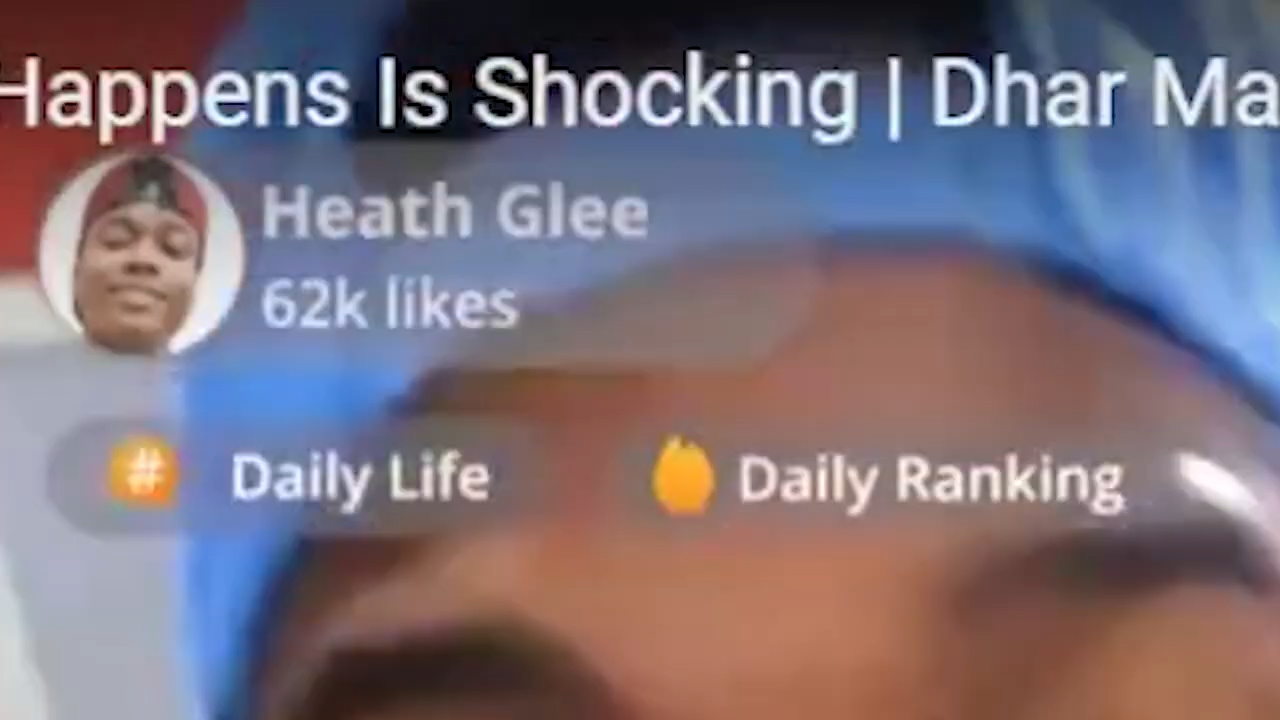 Happens Is Shocking | Dhar Ma
Heath Glee
62k likes
# Daily Life
Daily Ranking